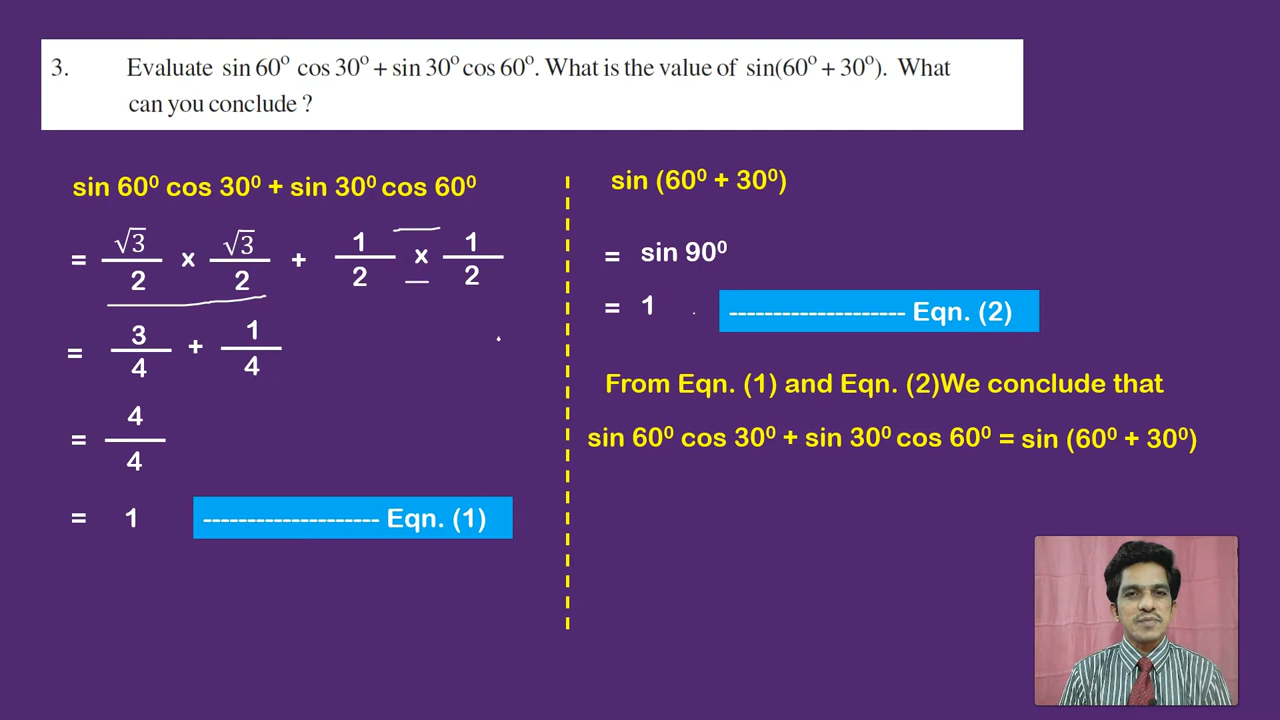 3. Evaluate sin 60° cos 30° + sin 30° cos 60°. What is the value of sin(60° + 30°). What
can you conclude ?
sin 60⁰ cos 30⁰ + sin 30⁰ cos 60⁰
= √3/2 x √3/2 + 1/2 x 1/2
= 3/4 + 1/4
= 4/4
= 1 -------------------- Eqn. (1)
sin (60⁰ + 30⁰)
= sin 90⁰
= 1 -------------------- Eqn. (2)
From Eqn. (1) and Eqn. (2)We conclude that
sin 60⁰ cos 30⁰ + sin 30⁰ cos 60⁰ = sin (60⁰ + 30⁰)